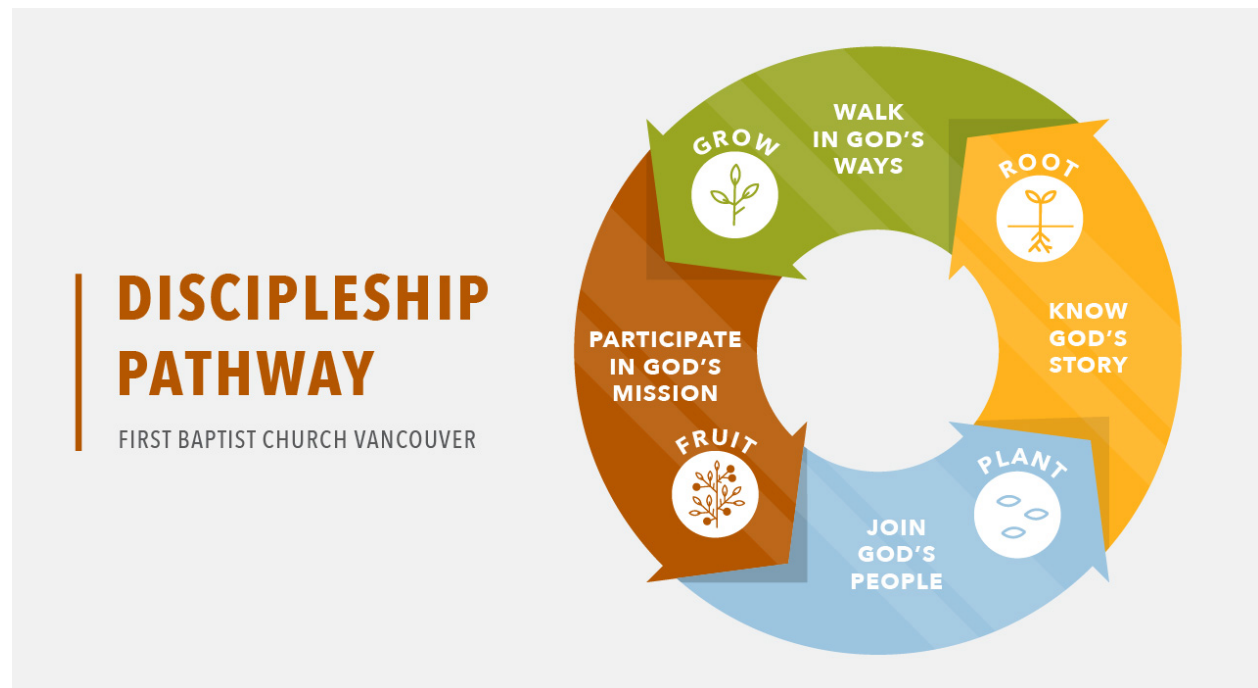 DISCIPLESHIP
PATHWAY
FIRST BAPTIST CHURCH VANCOUVER
PLANT
JOIN
GOD'S
PEOPLE
ROOT
KNOW
GOD'S
STORY
GROW
WALK
IN GOD'S
WAYS
FRUIT
PARTICIPATE
IN GOD'S
MISSION